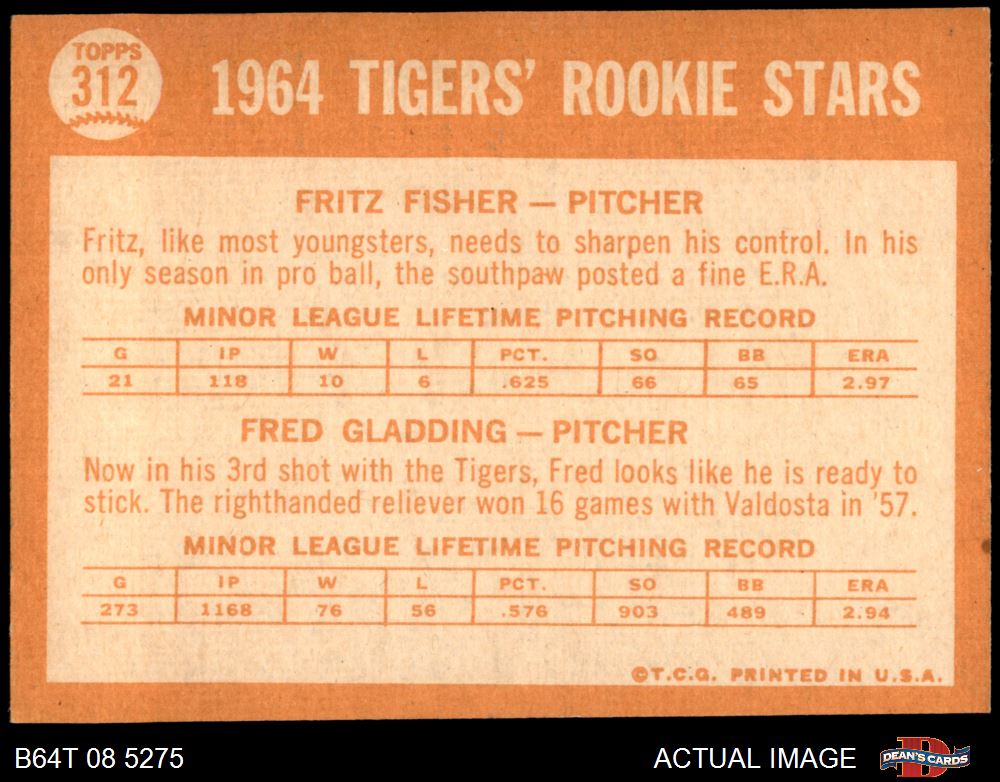 TOPPS
312
1964 TIGERS' ROOKIE STARS
FRITZ FISHER — PITCHER
Fritz, like most youngsters, needs to sharpen his control. In his
only season in pro ball, the southpaw posted a fine E.R.A.
MINOR LEAGUE LIFETIME PITCHING RECORD
G IP W L PCT. SO BB ERA
21 118 10 6 .625 66 65 2.97
FRED GLADDING — PITCHER
Now in his 3rd shot with the Tigers, Fred looks like he is ready to
stick. The righthanded reliever won 16 games with Valdosta in '57.
MINOR LEAGUE LIFETIME PITCHING RECORD
G IP W L PCT. SO BB ERA
273 1168 76 56 .576 903 489 2.94
©T.C.G. PRINTED IN U.S.A.
B64T 08 5275
ACTUAL IMAGE
D
DEAN'S CARDS